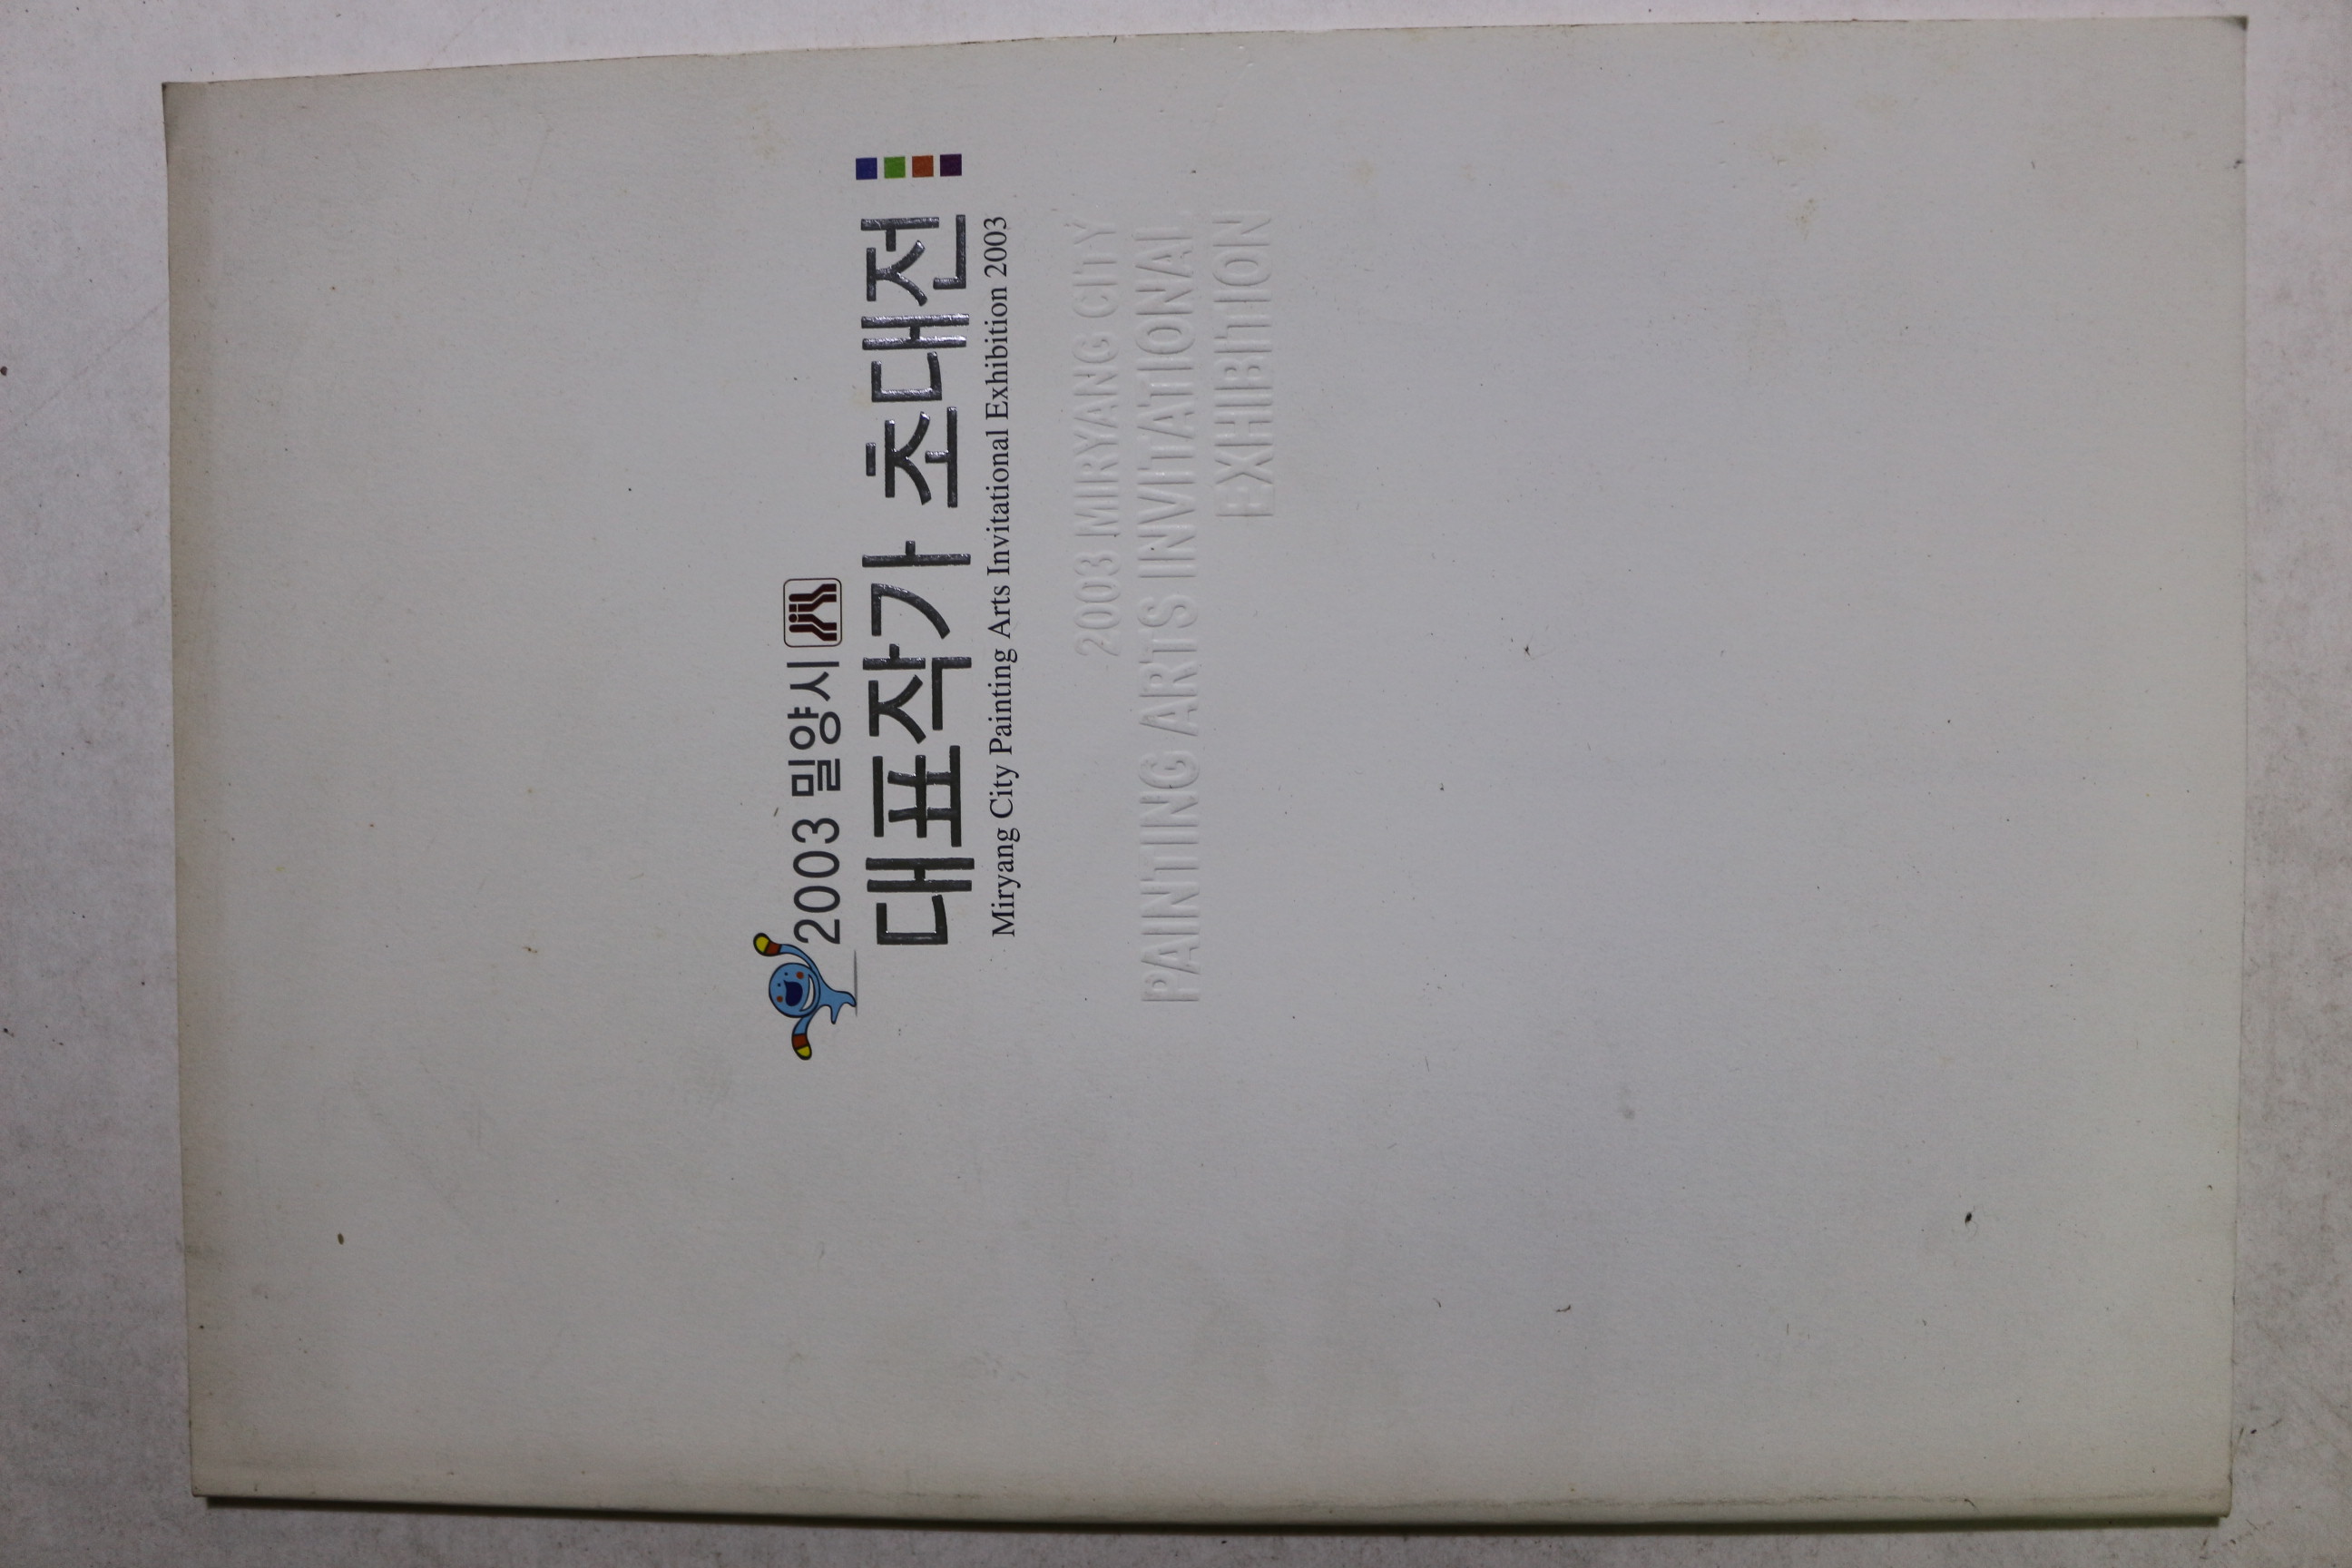 2003 밀양시
대표작가 초대전
Miryang City Painting Arts Invitational Exhibition 2003
2003 MIRYANG CITY
PAINTING ARTS INVITATIONAL
EXHIBITION